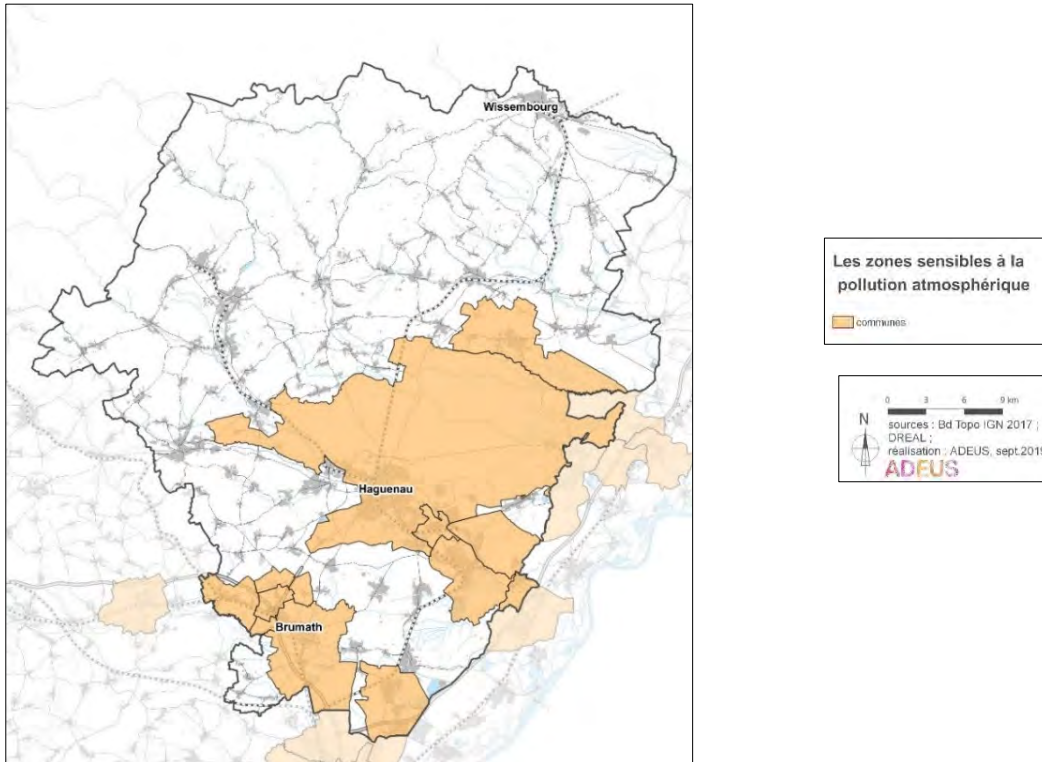 Wissembourg
Haguenau
Brumath
Les zones sensibles à la
pollution atmosphérique
communes
0 3 6 9 km
N
sources : Bd Topo IGN 2017 ;
DREAL ;
réalisation : ADEUS, sept.2019
ADEUS